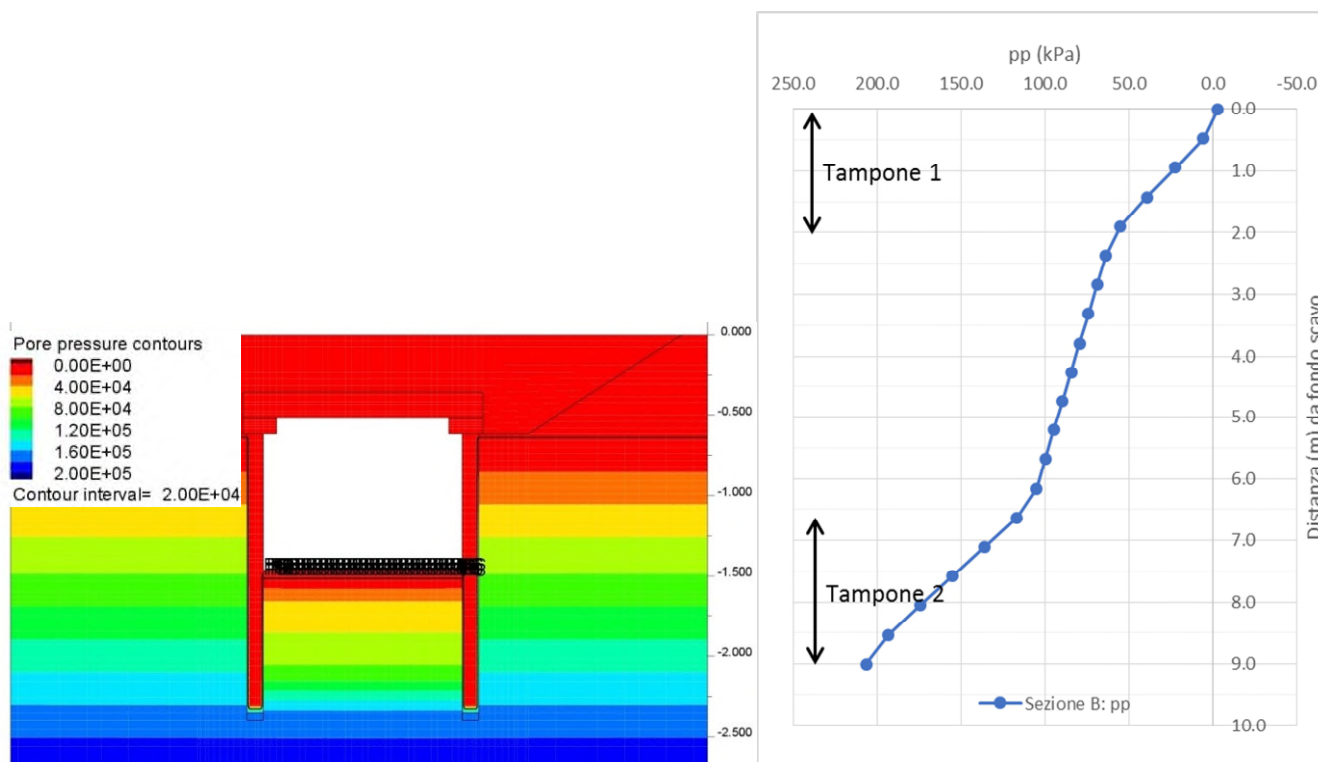 Pore pressure contours
0.00E+00
4.00E+04
8.00E+04
1.20E+05
1.60E+05
2.00E+05
Contour interval= 2.00E+04
0.000
-0.500
-1.000
-1.500
-2.000
-2.500
pp (kPa)
250.0 200.0 150.0 100.0 50.0 0.0 -50.0
0.0
1.0
2.0
3.0
4.0
5.0
6.0
7.0
8.0
9.0
10.0
Tampone 1
Tampone 2
Distanza (m) da fondo scavo
Sezione B: pp